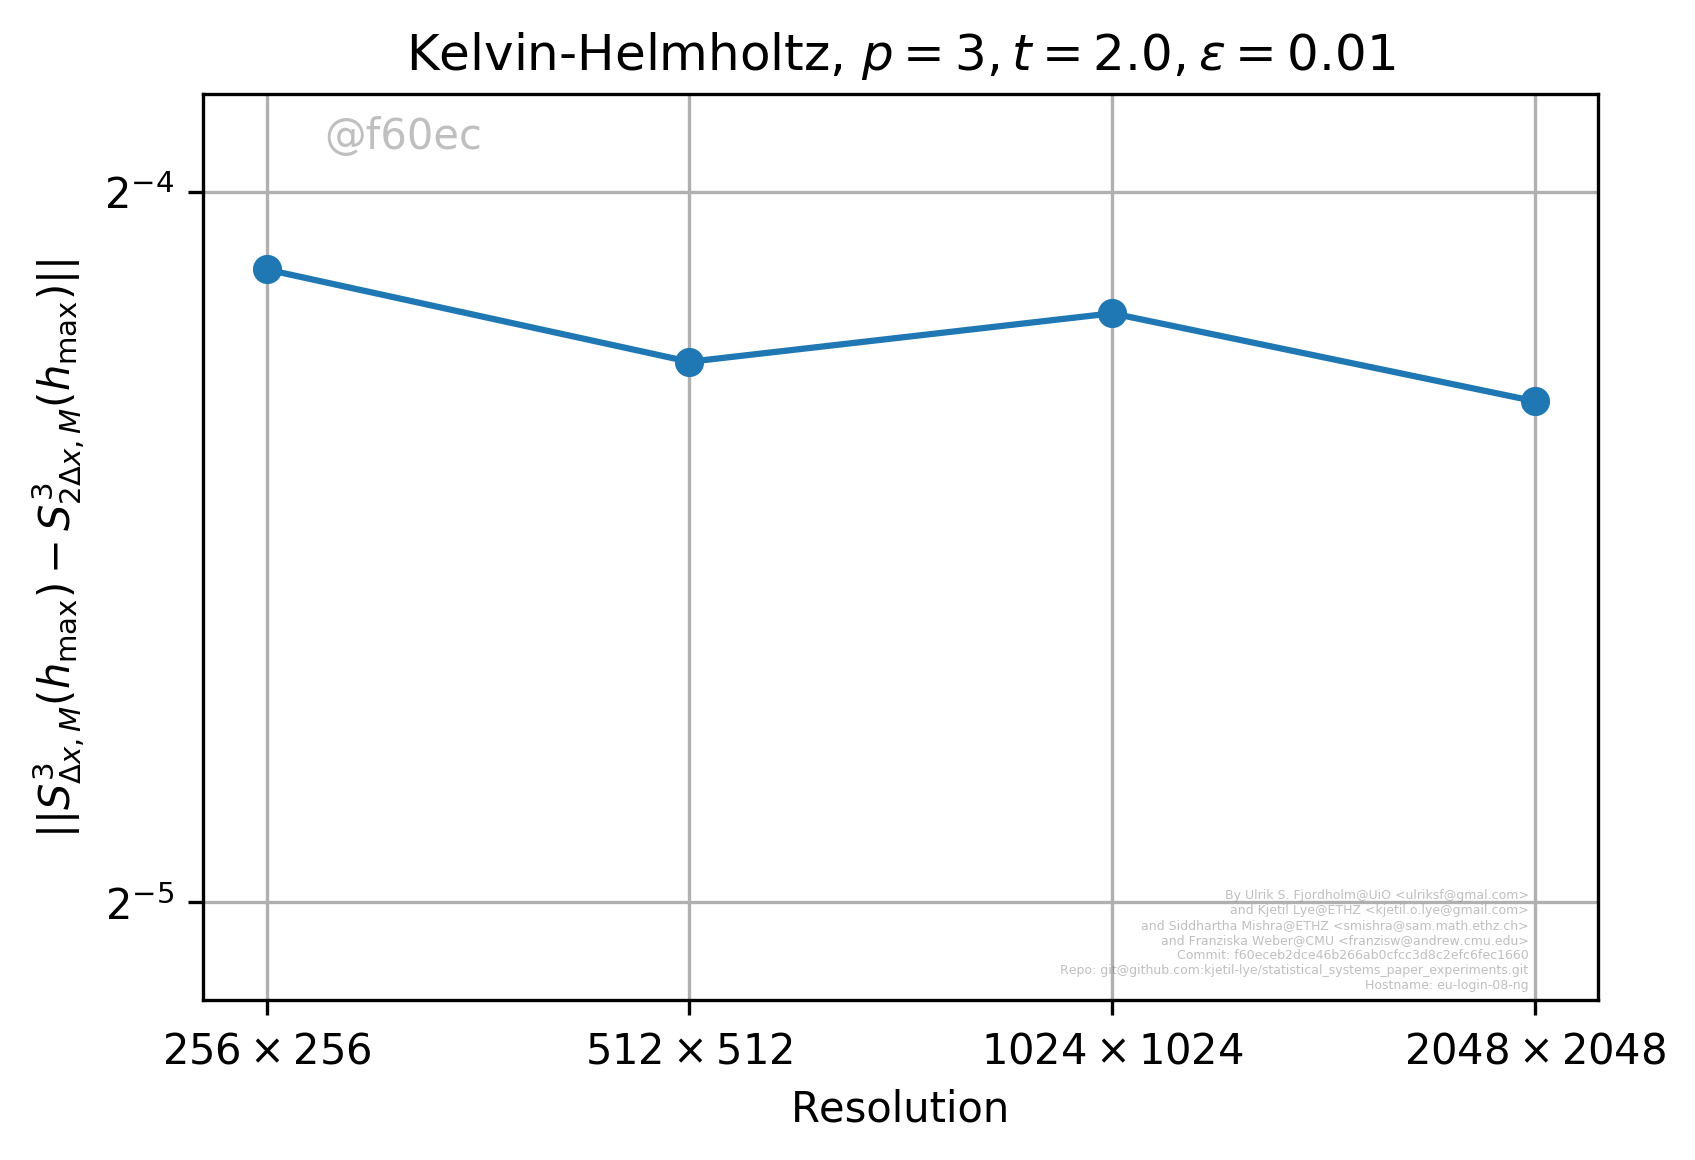 Kelvin-Helmholtz, p = 3, t = 2.0, ε = 0.01
@f60ec
2⁻⁴
2⁻⁵
||S³_{Δx, M}(h_max) − S³_{2Δx, M}(h_max)||
By Ulrik S. Fjordholm@UiO <ulriksf@gmal.com>
and Kjetil Lye@ETHZ <kjetil.o.lye@gmail.com>
and Siddhartha Mishra@ETHZ <smishra@sam.math.ethz.ch>
and Franziska Weber@CMU <franzisw@andrew.cmu.edu>
Commit: f60eceb2dce46b266ab0cfcc3d8c2efc6fec1660
Repo: git@github.com:kjetil-lye/statistical_systems_paper_experiments.git
Hostname: eu-login-08-ng
256 × 256 512 × 512 1024 × 1024 2048 × 2048
Resolution